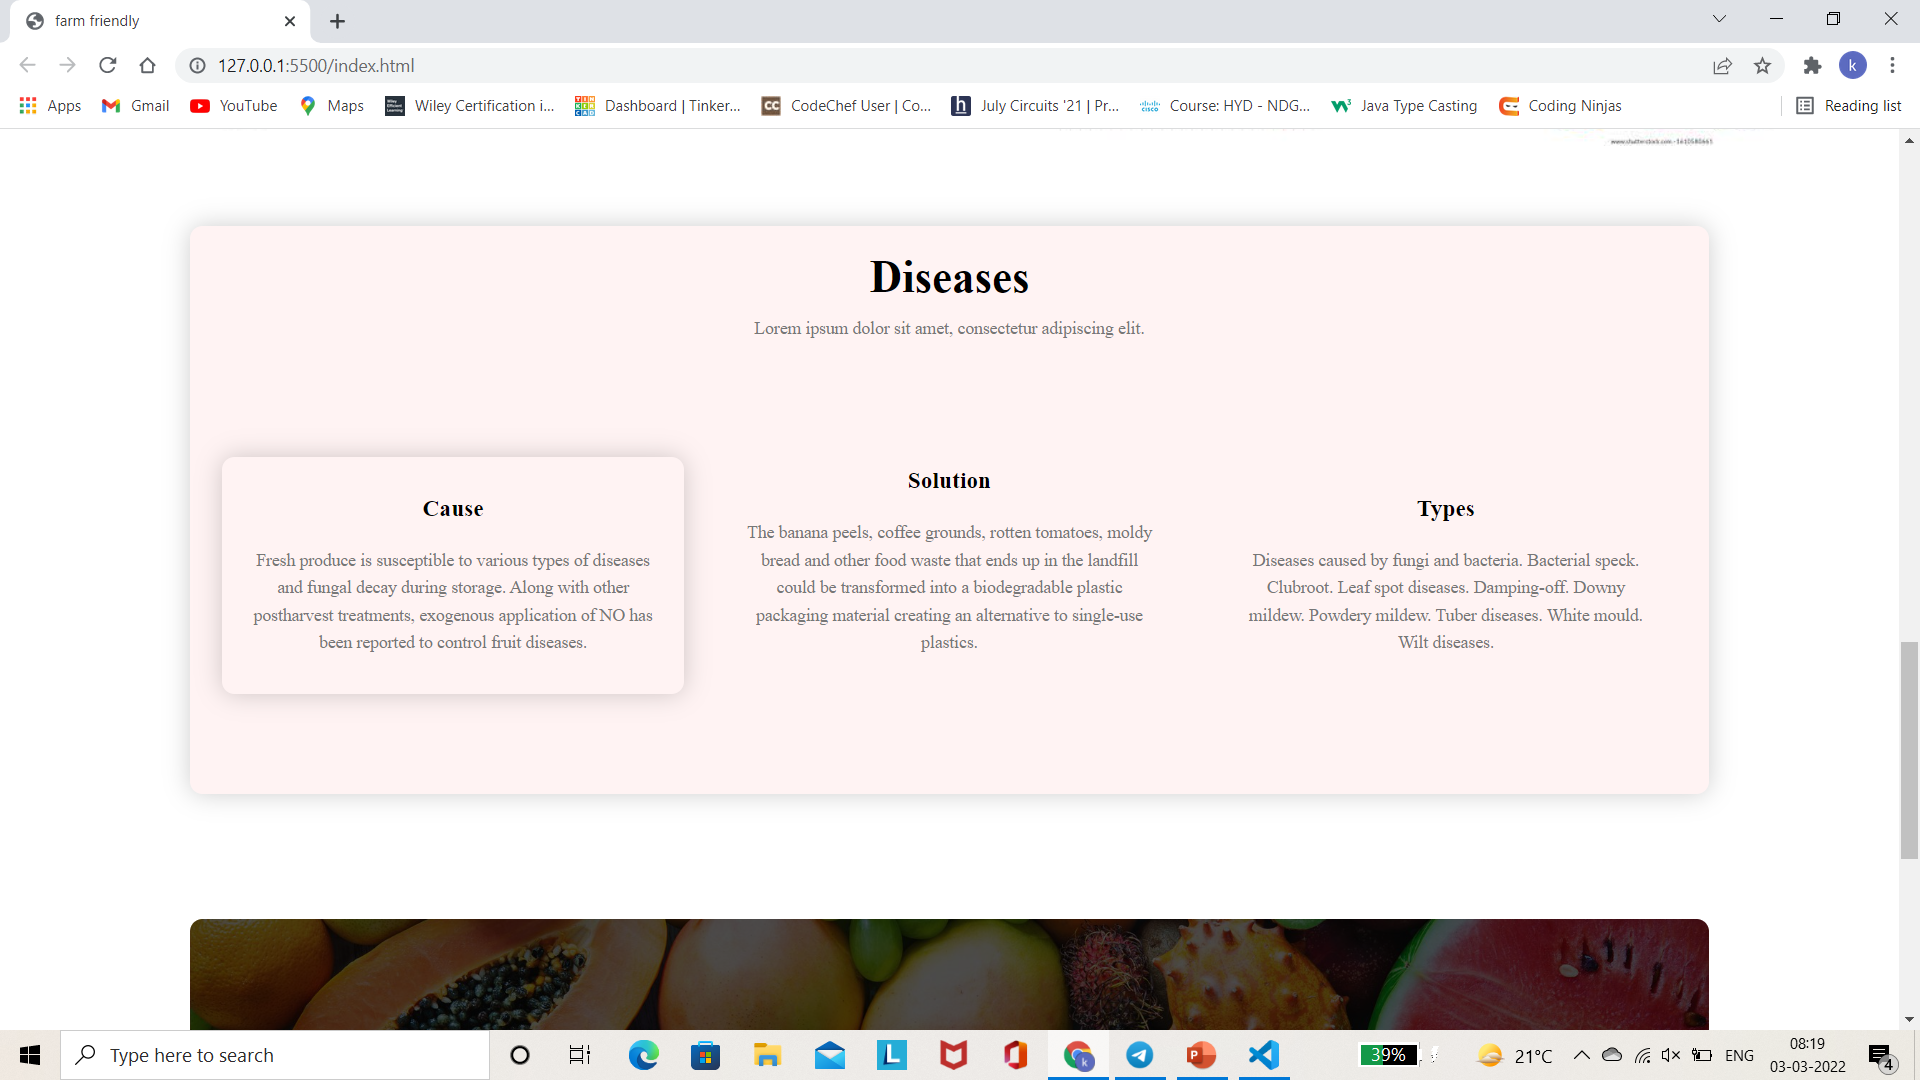 farm friendly
127.0.0.1:5500/index.html
k
Apps
Gmail
YouTube
Maps
Wiley Certification i...
Dashboard | Tinker...
CodeChef User | Co...
July Circuits '21 | Pr...
Course: HYD - NDG...
Java Type Casting
Coding Ninjas
Reading list
www.shutterstock.com · 1610580661
Diseases
Lorem ipsum dolor sit amet, consectetur adipiscing elit.
Cause
Fresh produce is susceptible to various types of diseases
and fungal decay during storage. Along with other
postharvest treatments, exogenous application of NO has
been reported to control fruit diseases.
Solution
The banana peels, coffee grounds, rotten tomatoes, moldy
bread and other food waste that ends up in the landfill
could be transformed into a biodegradable plastic
packaging material creating an alternative to single-use
plastics.
Types
Diseases caused by fungi and bacteria. Bacterial speck.
Clubroot. Leaf spot diseases. Damping-off. Downy
mildew. Powdery mildew. Tuber diseases. White mould.
Wilt diseases.
Type here to search
39%
21°C
ENG
08:19
03-03-2022
4